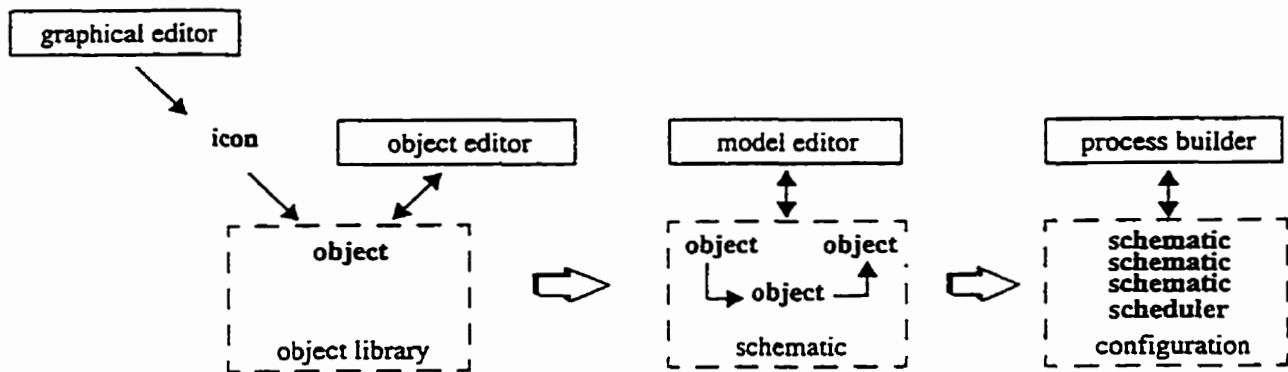 graphical editor
icon
object editor
model editor
process builder
object
object library
object object
object
schematic
schematic
schematic
schematic
scheduler
configuration